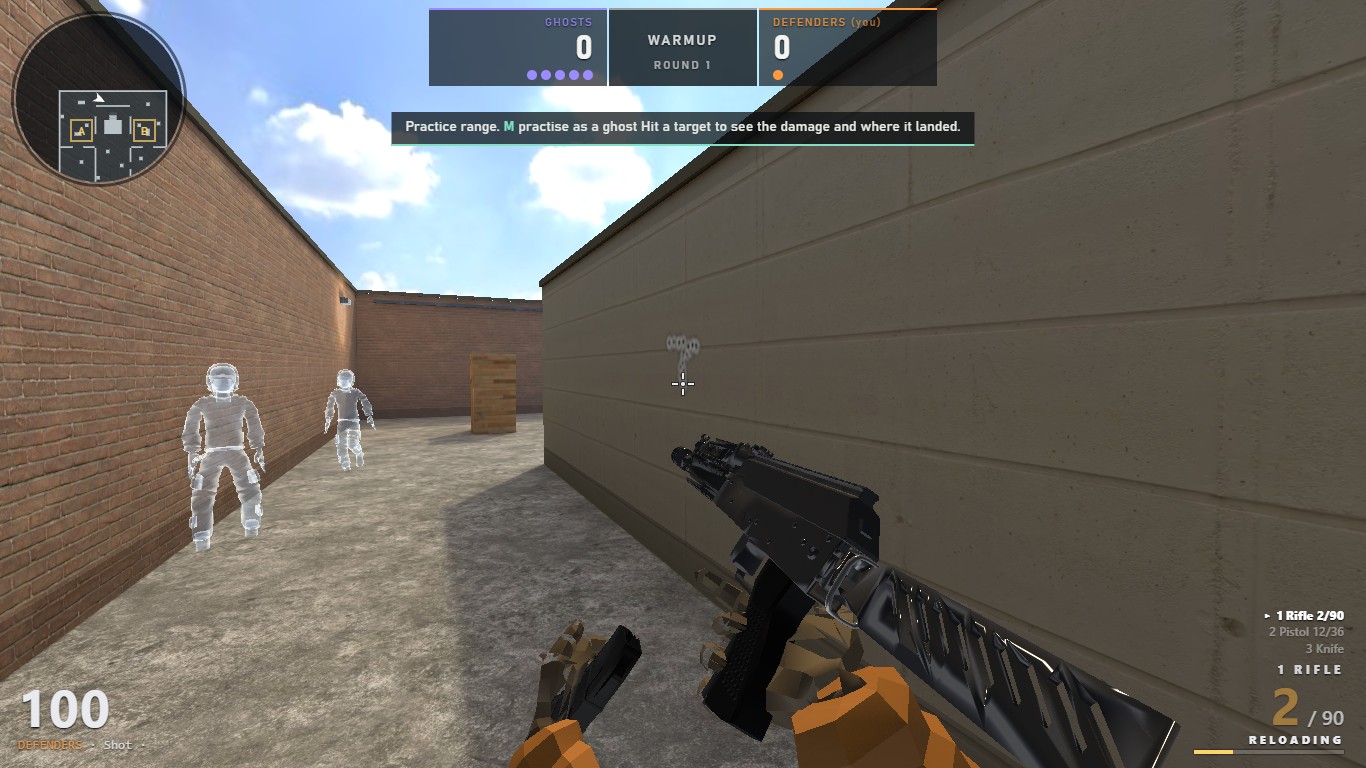 GHOSTS
0
WARMUP
ROUND 1
DEFENDERS (you)
0
Practice range. M practise as a ghost Hit a target to see the damage and where it landed.
A
B
1 Rifle 2/90
2 Pistol 12/36
3 Knife
1 RIFLE
2 / 90
RELOADING
100
DEFENDERS · Shot ·